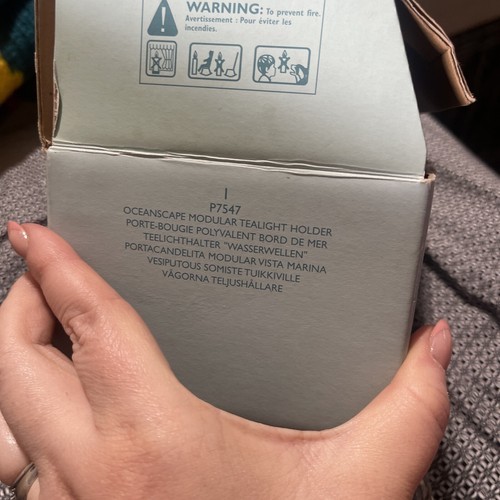 WARNING: To prevent fire.
Avertissement : Pour éviter les
incendies.
1
P7547
OCEANSCAPE MODULAR TEALIGHT HOLDER
PORTE-BOUGIE POLYVALENT BORD DE MER
TEELICHTHALTER "WASSERWELLEN"
PORTACANDELITA MODULAR VISTA MARINA
VESIPUTOUS SOMISTE TUIKKIVILLE
VÅGORNA TELJUSHÅLLARE